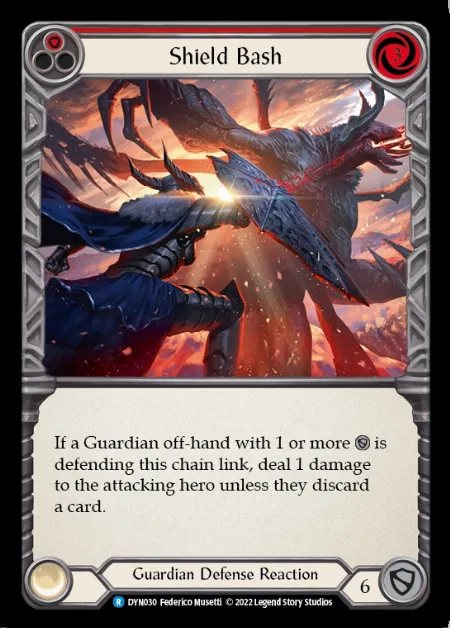 Shield Bash
3
If a Guardian off-hand with 1 or more is
defending this chain link, deal 1 damage
to the attacking hero unless they discard
a card.
Guardian Defense Reaction
6
R DYN030 Federico Musetti © 2022 Legend Story Studios